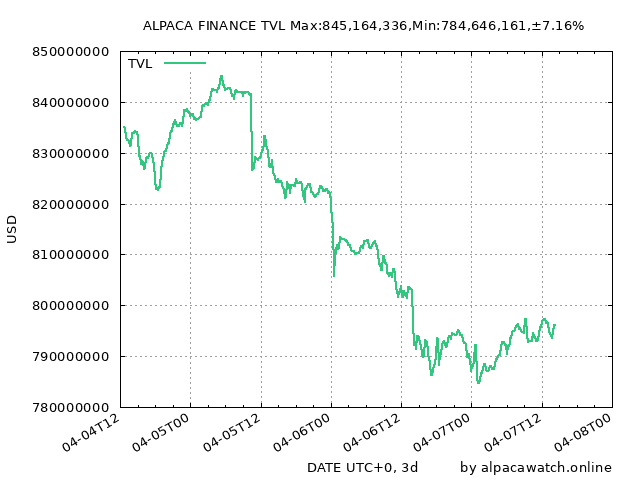 ALPACA FINANCE TVL Max:845,164,336,Min:784,646,161,±7.16%
850000000
TVL
840000000
830000000
820000000
810000000
800000000
790000000
780000000
USD
04-04T12
04-05T00
04-05T12
04-06T00
04-06T12
04-07T00
04-07T12
04-08T00
DATE UTC+0, 3d
by alpacawatch.online